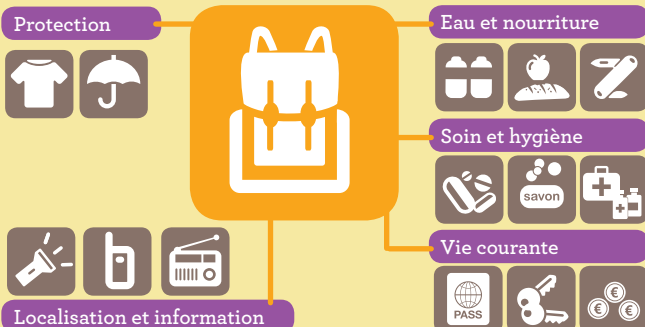 Protection
Eau et nourriture
Soin et hygiène
savon
Vie courante
PASS
€
€
€
Localisation et information